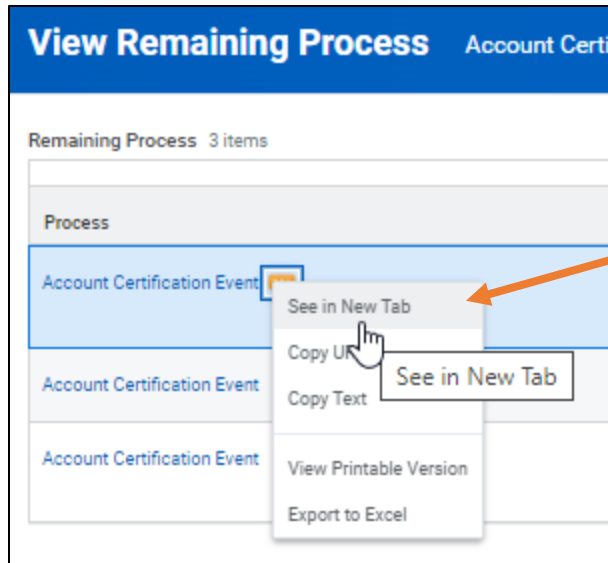 View Remaining Process Account Certi
Remaining Process 3 items
Process
Account Certification Event
See in New Tab
Copy U
See in New Tab
Account Certification Event
Copy Text
Account Certification Event
View Printable Version
Export to Excel